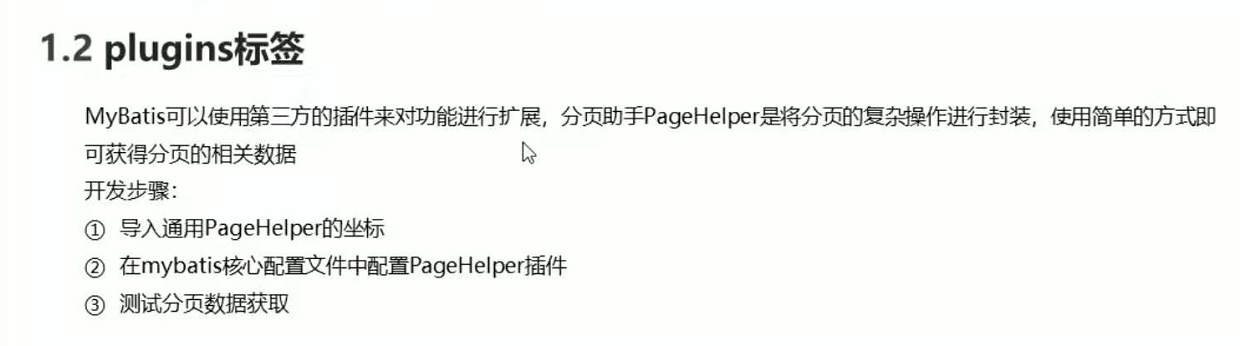 1.2 plugins标签
MyBatis可以使用第三方的插件来对功能进行扩展，分页助手PageHelper是将分页的复杂操作进行封装，使用简单的方式即
可获得分页的相关数据
开发步骤：
① 导入通用PageHelper的坐标
② 在mybatis核心配置文件中配置PageHelper插件
③ 测试分页数据获取